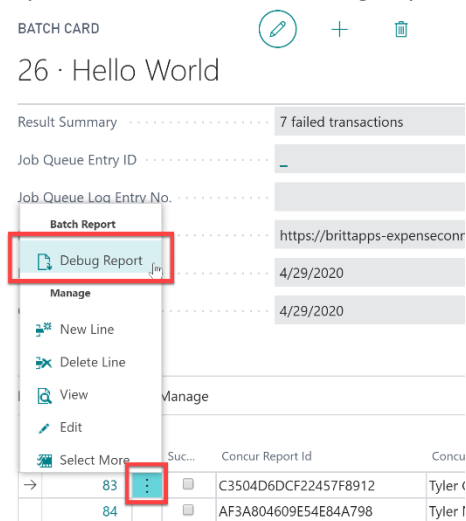 BATCH CARD
26 · Hello World
Result Summary 7 failed transactions
Job Queue Entry ID _
Job Queue Log Entry No.
Batch Report
https://brittapps-expenseconn
Debug Report
4/29/2020
Manage
4/29/2020
New Line
Delete Line
View Manage
Edit
Select More Suc... Concur Report Id Concu
→ 83 C3504D6DCF22457F8912 Tyler
84 AF3A804609E54E84A798 Tyler